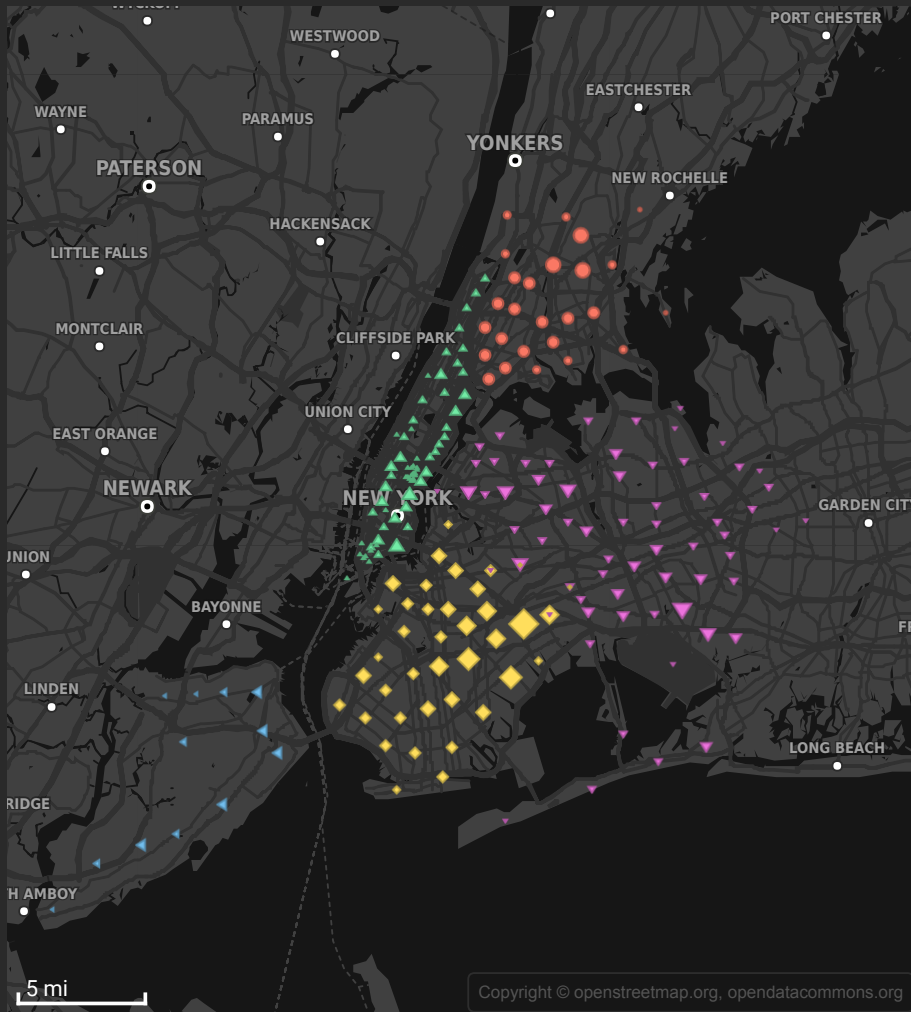 PORT CHESTER
WESTWOOD
EASTCHESTER
WAYNE
PARAMUS
YONKERS
PATERSON
NEW ROCHELLE
HACKENSACK
LITTLE FALLS
MONTCLAIR
CLIFFSIDE PARK
UNION CITY
EAST ORANGE
NEWARK
NEW YORK
GARDEN CIT
UNION
BAYONNE
LINDEN
LONG BEACH
RIDGE
H AMBOY
5 mi
Copyright © openstreetmap.org, opendatacommons.org